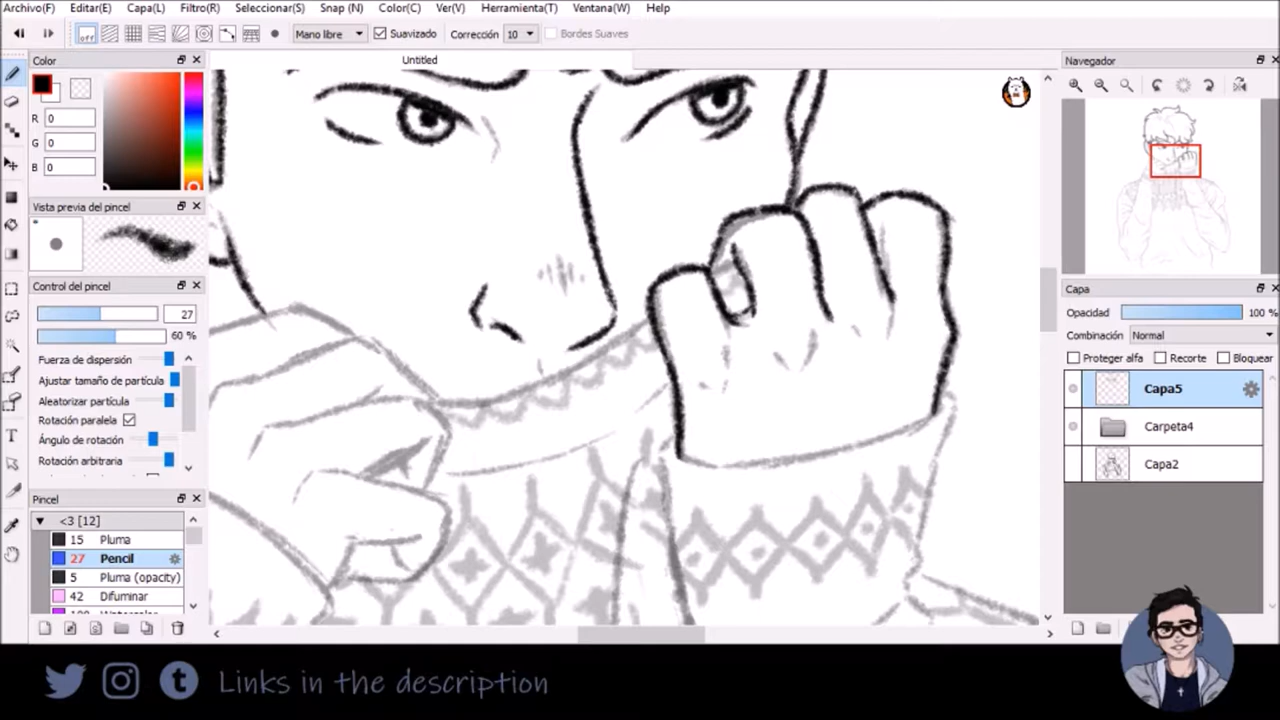 Archivo(F) Editar(E) Capa(L) Filtro(R) Seleccionar(S) Snap (N) Color(C) Ver(V) Herramienta(T) Ventana(W) Help
off Mano libre Suavizado Corrección 10 Bordes Suaves
Color
Untitled
Navegador
R 0
G 0
B 0
Vista previa del pincel
Control del pincel
27
60 %
Fuerza de dispersión
Ajustar tamaño de partícula
Aleatorizar partícula
Rotación paralela
Ángulo de rotación
Rotación arbitraria
Pincel
<3 [12]
15 Pluma
27 Pencil
5 Pluma (opacity)
42 Difuminar
Capa
Opacidad 100 %
Combinación Normal
Proteger alfa Recorte Bloquear
Capa5
Carpeta4
Capa2
Links in the description